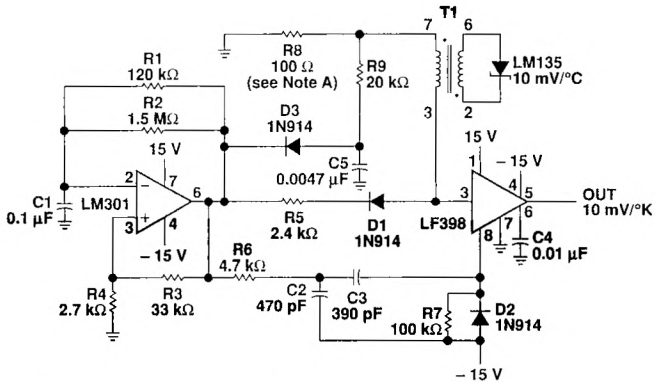 T1
7
6
R8
100 Ω
(see Note A)
R9
20 kΩ
LM135
10 mV/°C
R1
120 kΩ
R2
1.5 MΩ
D3
1N914
3
2
15 V
15 V
– 15 V
2
–
7
6
LM301
+
3
4
– 15 V
C1
0.1 μF
C5
0.0047 μF
1
4
3
5
6
7
8
LF398
OUT
10 mV/°K
R5
2.4 kΩ
D1
1N914
C4
0.01 μF
R6
4.7 kΩ
R4
2.7 kΩ
R3
33 kΩ
C2
470 pF
C3
390 pF
R7
100 kΩ
D2
1N914
– 15 V